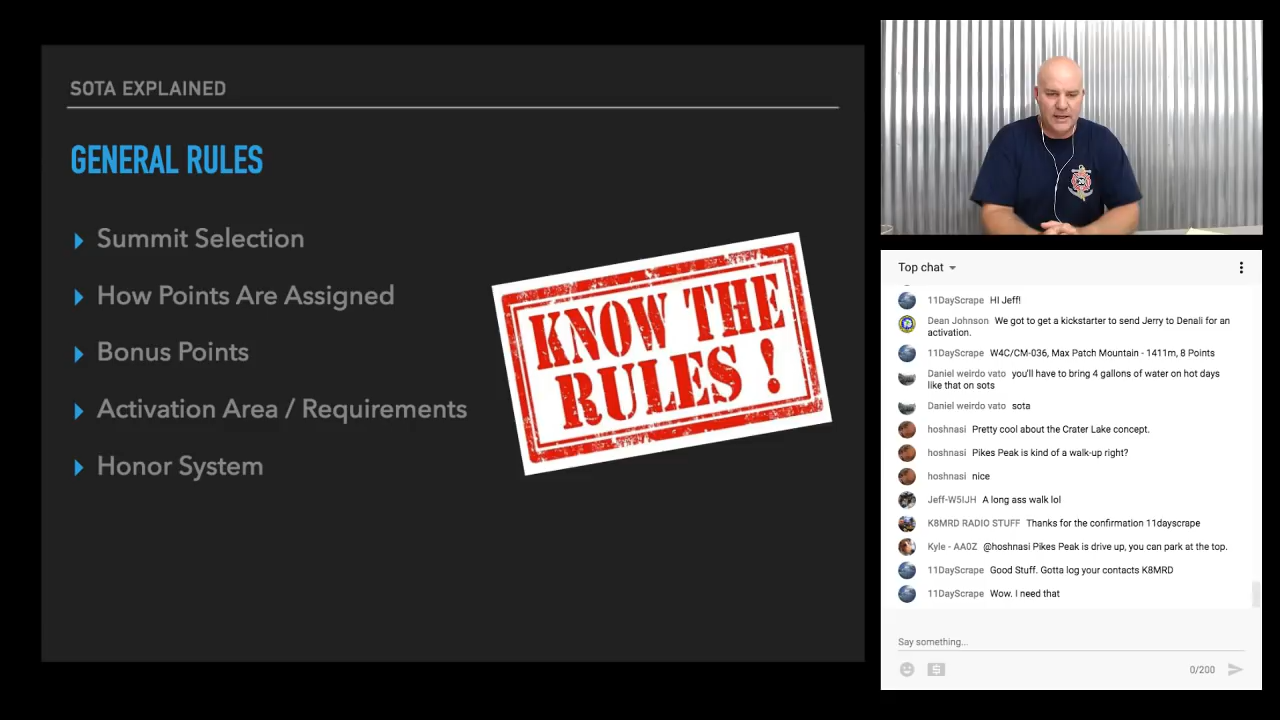 SOTA EXPLAINED
GENERAL RULES
Summit Selection
How Points Are Assigned
Bonus Points
Activation Area / Requirements
Honor System
KNOW THE
RULES!
Top chat
11DayScrape HI Jeff!
Dean Johnson We got to get a kickstarter to send Jerry to Denali for an
activation.
11DayScrape W4C/CM-036, Max Patch Mountain - 1411m, 8 Points
Daniel weirdo vato you'll have to bring 4 gallons of water on hot days
like that on sots
Daniel weirdo vato sota
hoshnasi Pretty cool about the Crater Lake concept.
hoshnasi Pikes Peak is kind of a walk-up right?
hoshnasi nice
Jeff-W5IJH A long ass walk lol
K8MRD RADIO STUFF Thanks for the confirmation 11dayscrape
Kyle - AA0Z @hoshnasi Pikes Peak is drive up, you can park at the top.
11DayScrape Good Stuff. Gotta log your contacts K8MRD
11DayScrape Wow. I need that
Say something...
0/200